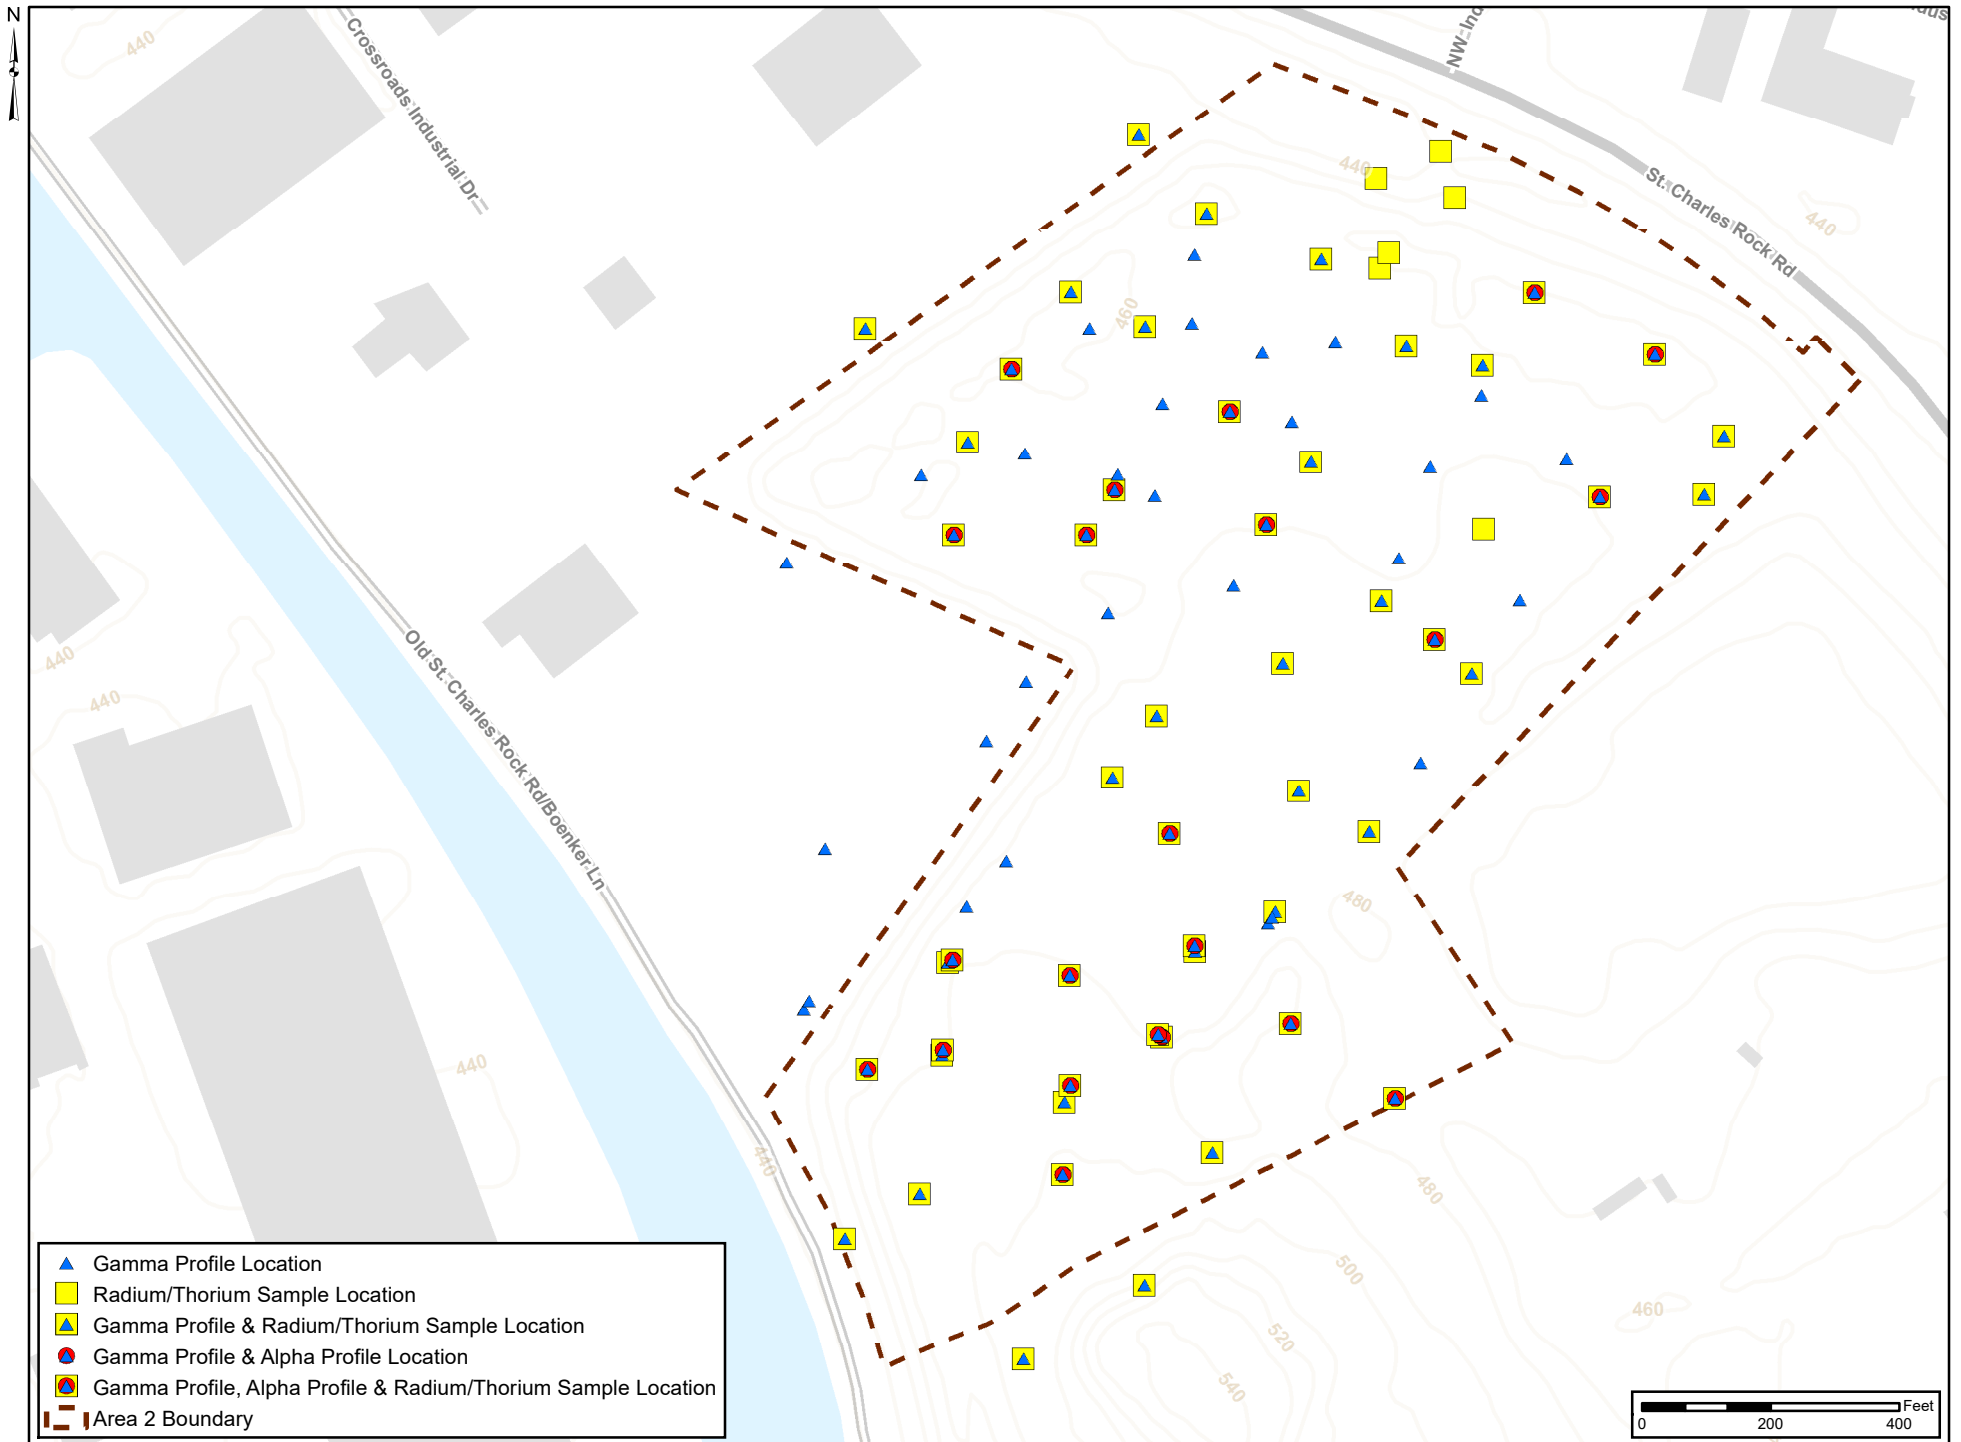 N
440
Crossroads Industrial Dr
NW Ind
440
St. Charles Rock Rd
440
460
440
Old St. Charles Rock Rd/Boenker Ln
440
480
440
440
480
500
460
520
540
Gamma Profile Location
Radium/Thorium Sample Location
Gamma Profile & Radium/Thorium Sample Location
Gamma Profile & Alpha Profile Location
Gamma Profile, Alpha Profile & Radium/Thorium Sample Location
Area 2 Boundary
Feet
0 200 400